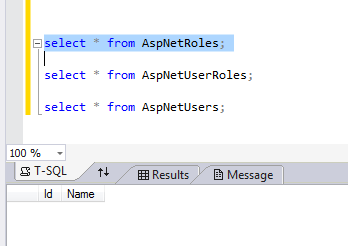 select * from AspNetRoles;
select * from AspNetUserRoles;
select * from AspNetUsers;
100 %
T-SQL
Results
Message
Id Name